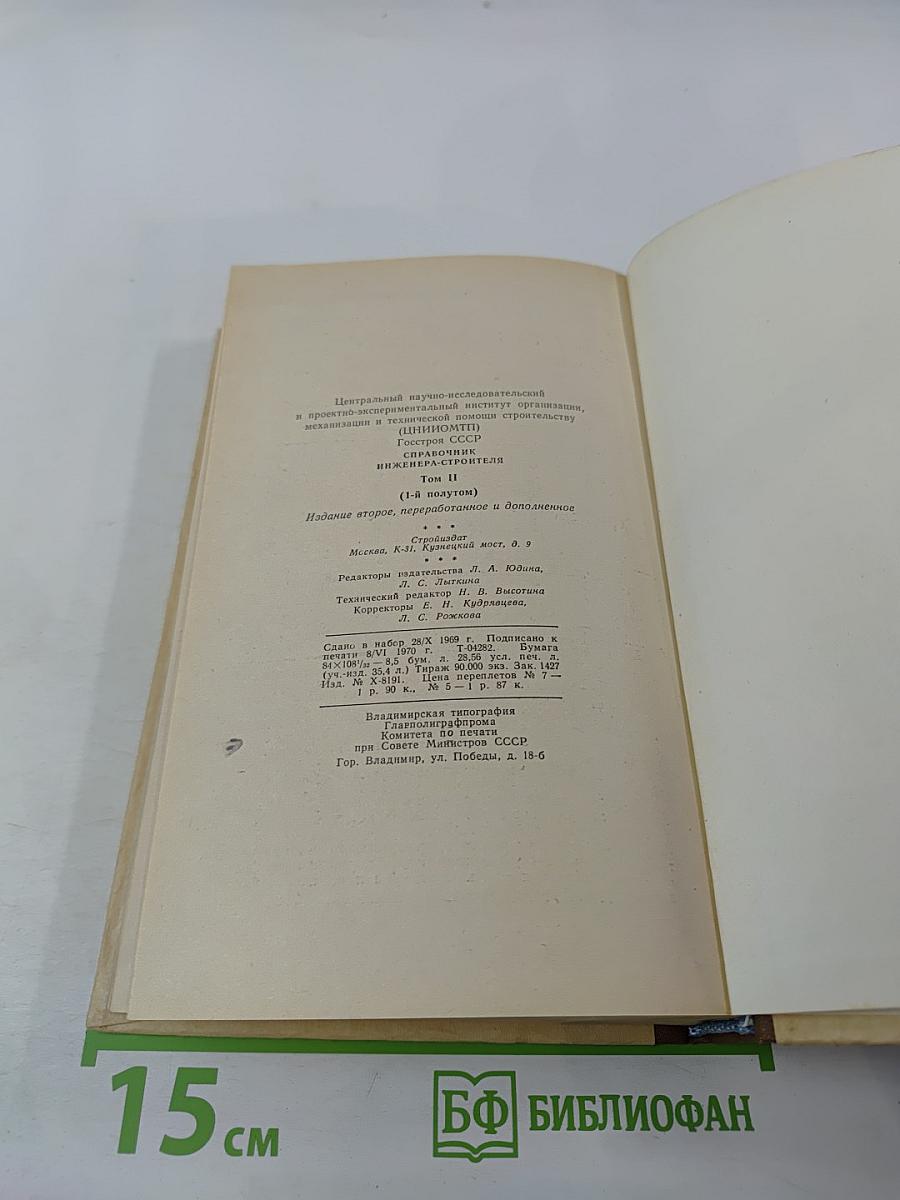 Центральный научно-исследовательский
и проектно-экспериментальный институт организации,
механизации и технической помощи строительству
(ЦНИИОМТП)
Госстроя СССР
СПРАВОЧНИК
ИНЖЕНЕРА-СТРОИТЕЛЯ
Том II
(1-й полутом)
Издание второе, переработанное и дополненное
* * *
Стройиздат
Москва, К-31, Кузнецкий мост, д. 9
* * *
Редакторы издательства Л. А. Юдина,
Л. С. Лыткина
Технический редактор Н. В. Высотина
Корректоры Е. Н. Кудрявцева,
Л. С. Рожкова
Сдано в набор 28/X 1969 г. Подписано к
печати 8/VI 1970 г. Т-04282. Бумага
84×108¹/₃₂ — 8,5 бум. л. 28,56 усл. печ. л.
(уч.-изд. 35,4 л.) Тираж 90.000 экз. Зак. 1427
Изд. № X-8191. Цена переплетов № 7 —
1 р. 90 к., № 5 — 1 р. 87 к.
Владимирская типография
Главполиграфпрома
Комитета по печати
при Совете Министров СССР
Гор. Владимир, ул. Победы, д. 18-б
15 см
БФ БИБЛИОФАН